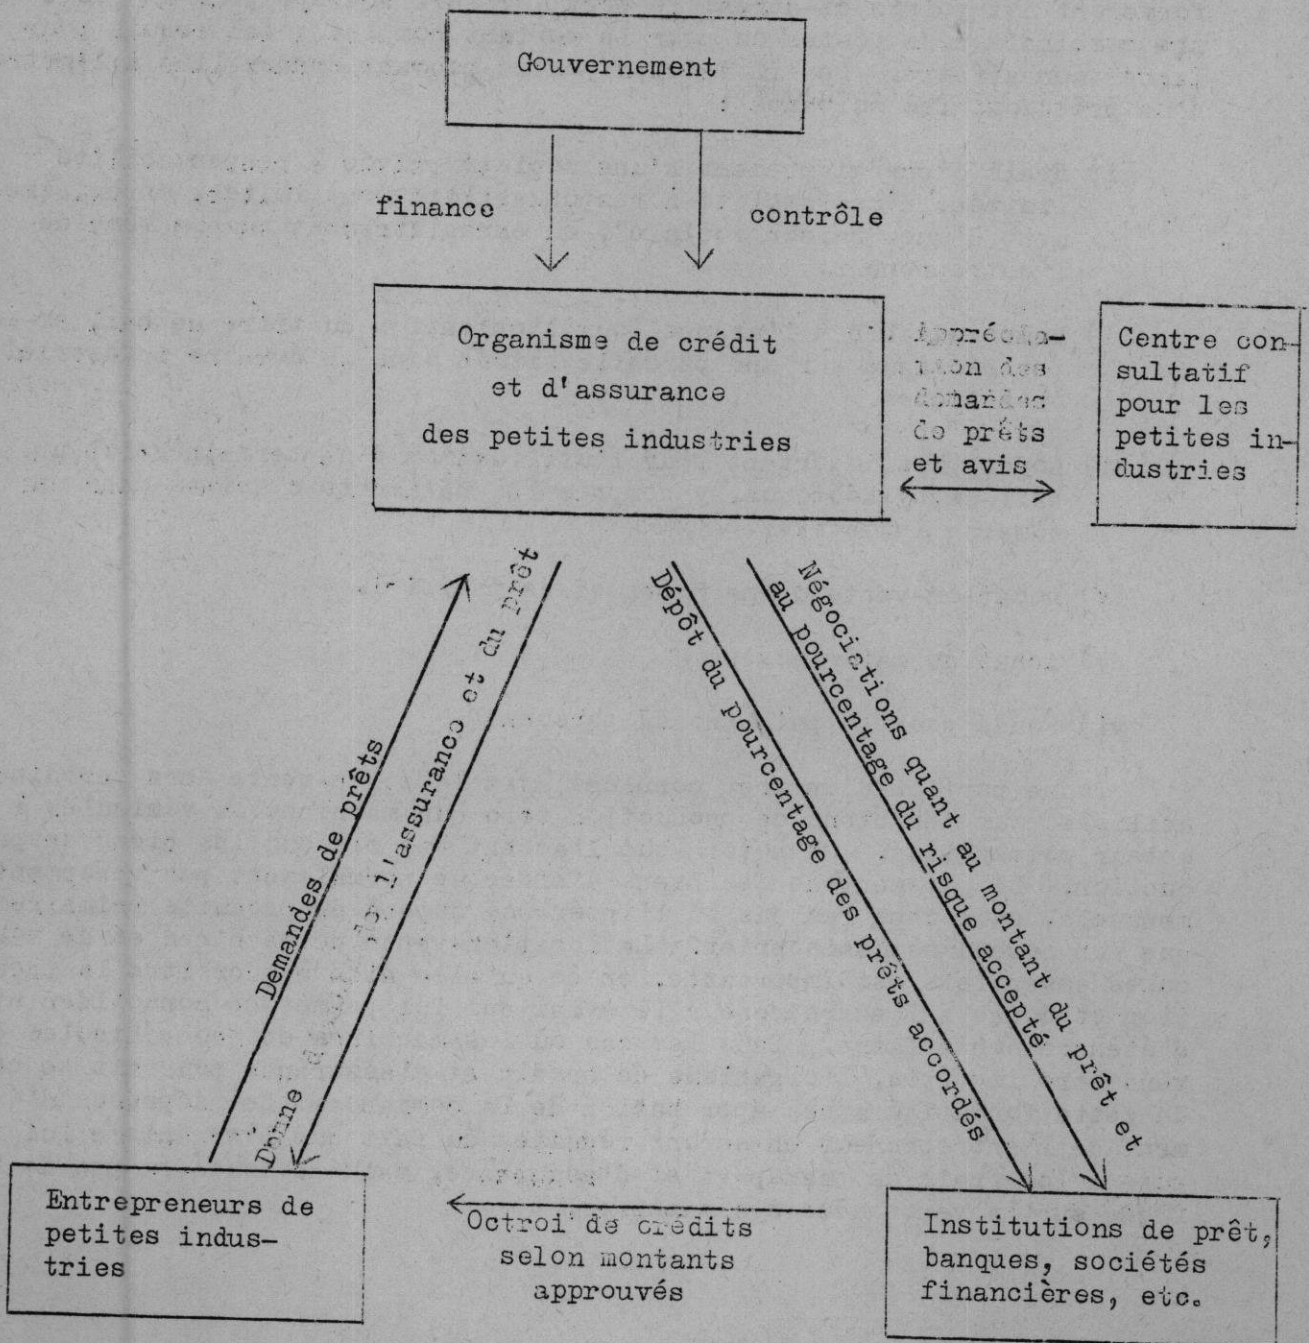 Gouvernement
finance
contrôle
Organisme de crédit
et d'assurance
des petites industries
Apprécia-
tion des
demandes
de prêts
et avis
Centre con-
sultatif
pour les
petites in-
dustries
Demandes de prêts
Donne l'assurance et du prêt
Dépôt du pourcentage des prêts accordés
Négociations quant au montant du prêt et
au pourcentage du risque accepté
Entrepreneurs de
petites indus-
tries
Octroi de crédits
selon montants
approuvés
Institutions de prêt,
banques, sociétés
financières, etc.